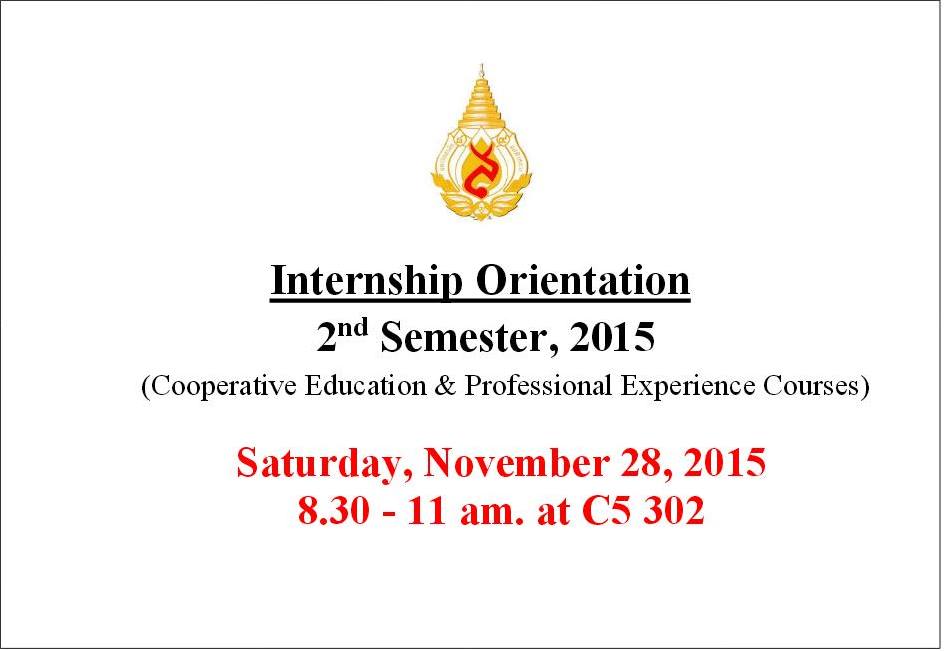 Internship Orientation
2nd Semester, 2015
(Cooperative Education & Professional Experience Courses)
Saturday, November 28, 2015
8.30 - 11 am. at C5 302